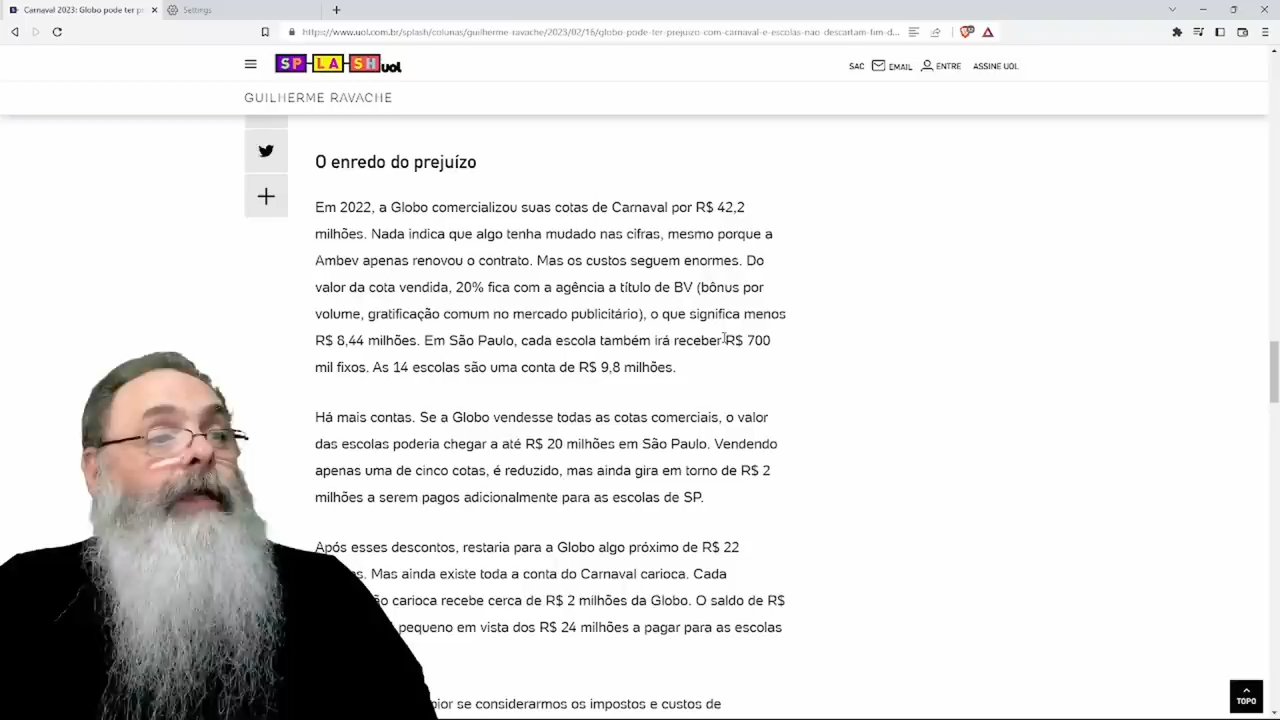 Carnaval 2023: Globo pode ter pr
Settings
https://www.uol.com.br/splash/colunas/guilherme-ravache/2023/02/16/globo-pode-ter-prejuizo-com-carnaval-e-escolas-nao-descartam-fim-d...
SPLASH uol
SAC EMAIL ENTRE ASSINE UOL
GUILHERME RAVACHE
O enredo do prejuízo
Em 2022, a Globo comercializou suas cotas de Carnaval por R$ 42,2
milhões. Nada indica que algo tenha mudado nas cifras, mesmo porque a
Ambev apenas renovou o contrato. Mas os custos seguem enormes. Do
valor da cota vendida, 20% fica com a agência a título de BV (bônus por
volume, gratificação comum no mercado publicitário), o que significa menos
R$ 8,44 milhões. Em São Paulo, cada escola também irá receber R$ 700
mil fixos. As 14 escolas são uma conta de R$ 9,8 milhões.
Há mais contas. Se a Globo vendesse todas as cotas comerciais, o valor
das escolas poderia chegar a até R$ 20 milhões em São Paulo. Vendendo
apenas uma de cinco cotas, é reduzido, mas ainda gira em torno de R$ 2
milhões a serem pagos adicionalmente para as escolas de SP.
Após esses descontos, restaria para a Globo algo próximo de R$ 22
Mas ainda existe toda a conta do Carnaval carioca. Cada
carioca recebe cerca de R$ 2 milhões da Globo. O saldo de R$
pequeno em vista dos R$ 24 milhões a pagar para as escolas
se considerarmos os impostos e custos de
TOPO